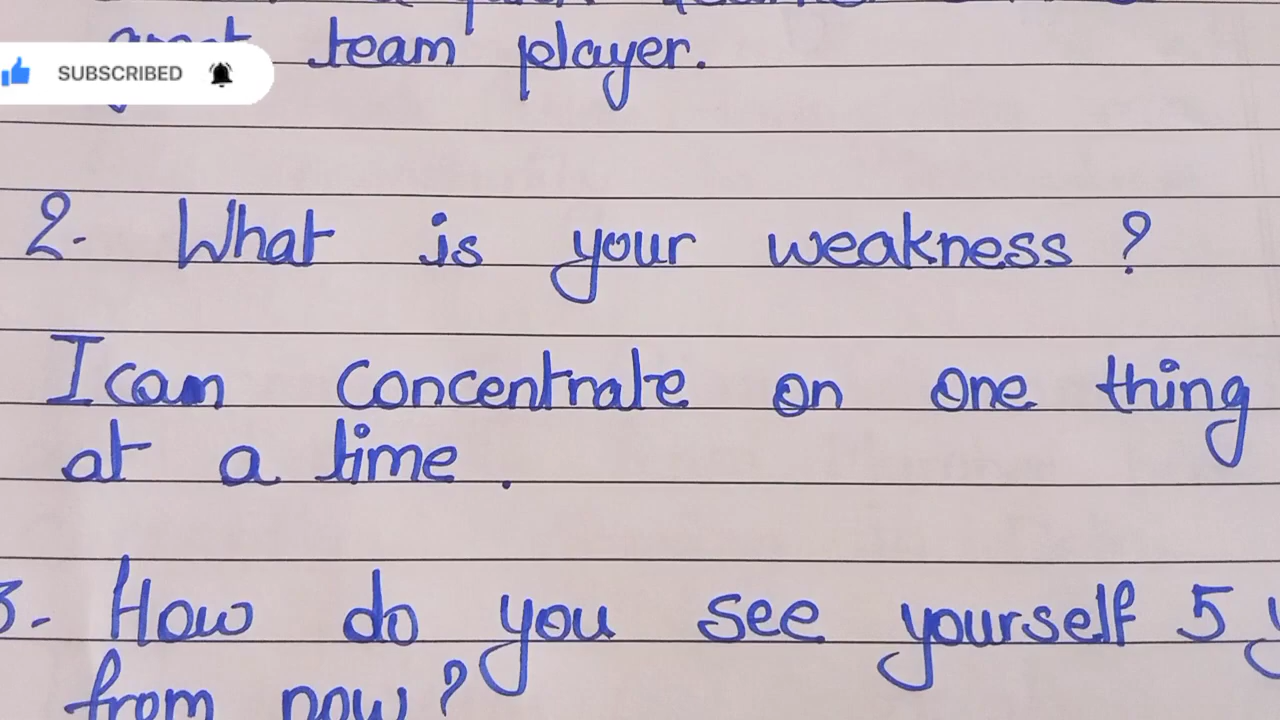 great team player.
SUBSCRIBED
2. What is your weakness ?
I can concentrate on one thing
at a time .
3. How do you see yourself 5 y
from now ?